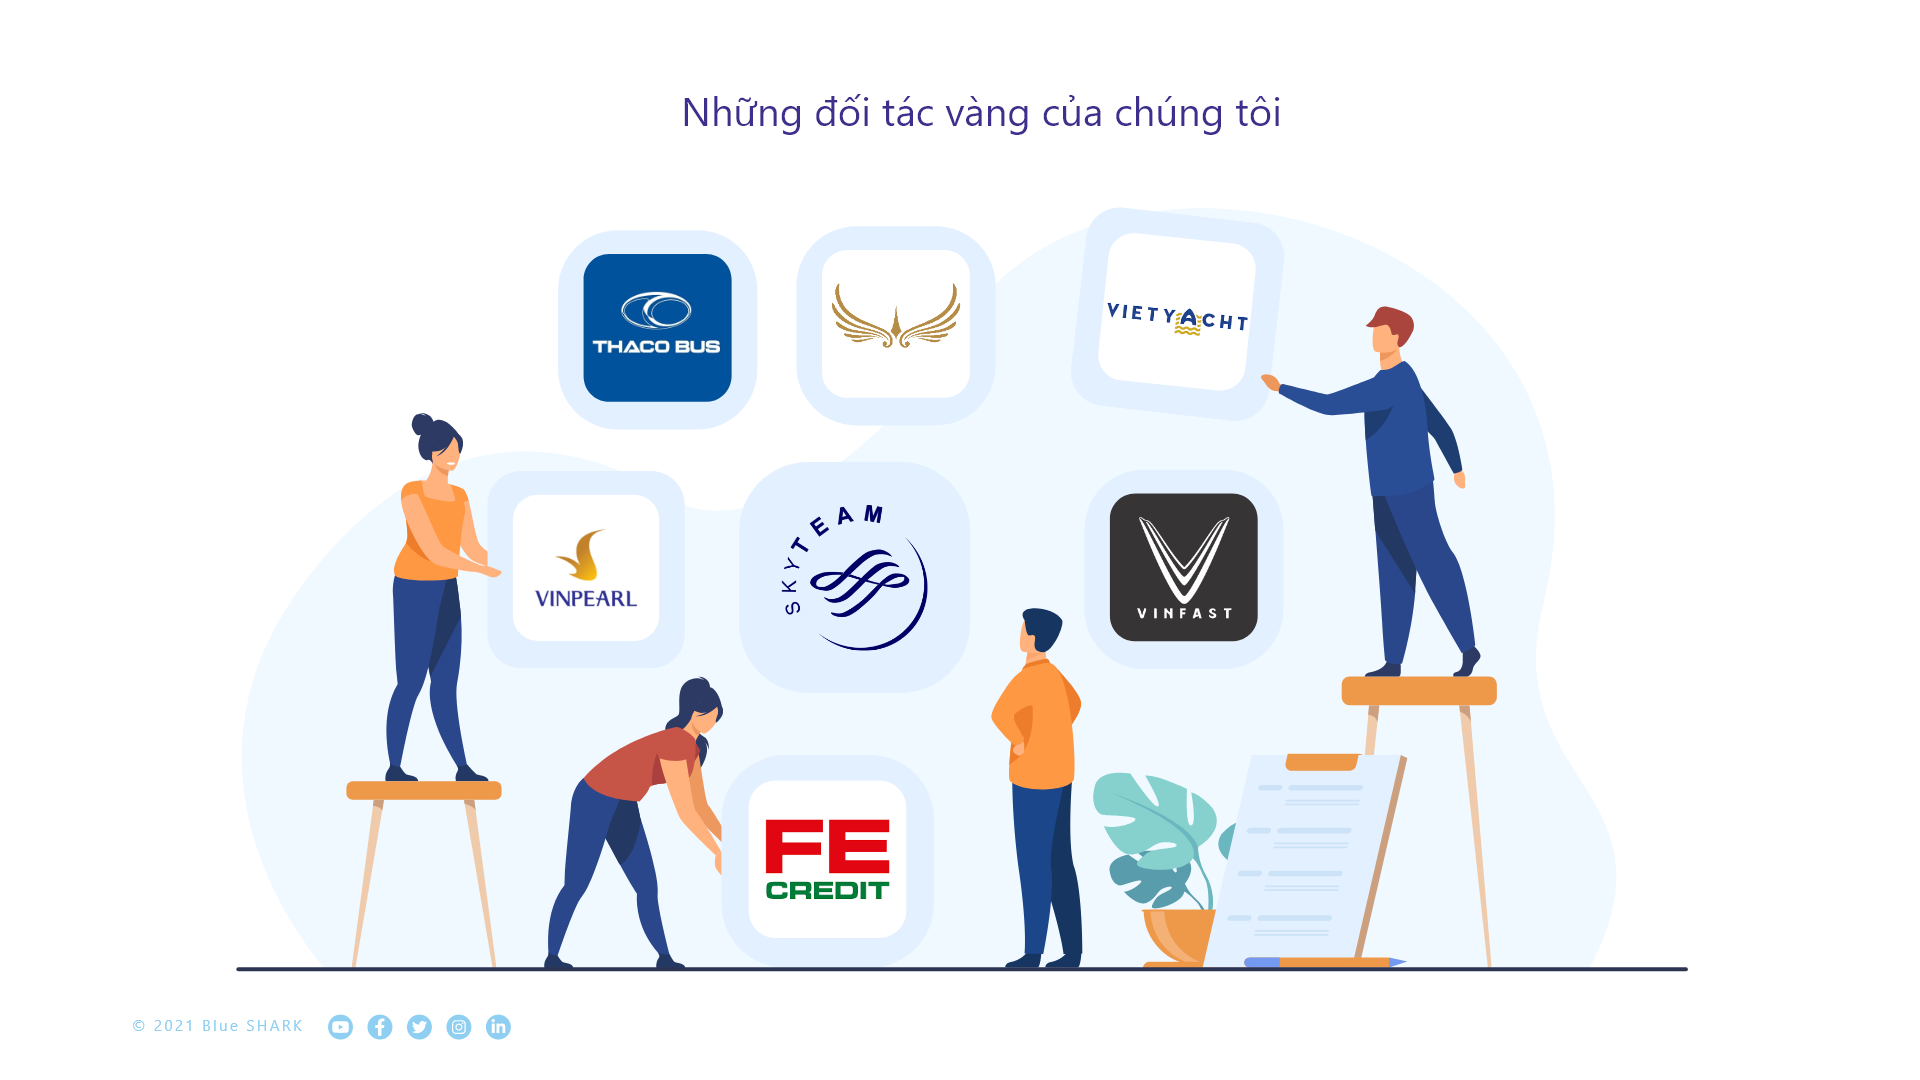 Những đối tác vàng của chúng tôi
THACO BUS
VIETYACHT
VINPEARL
SKYTEAM
VINFAST
FE
CREDIT
© 2021 Blue SHARK